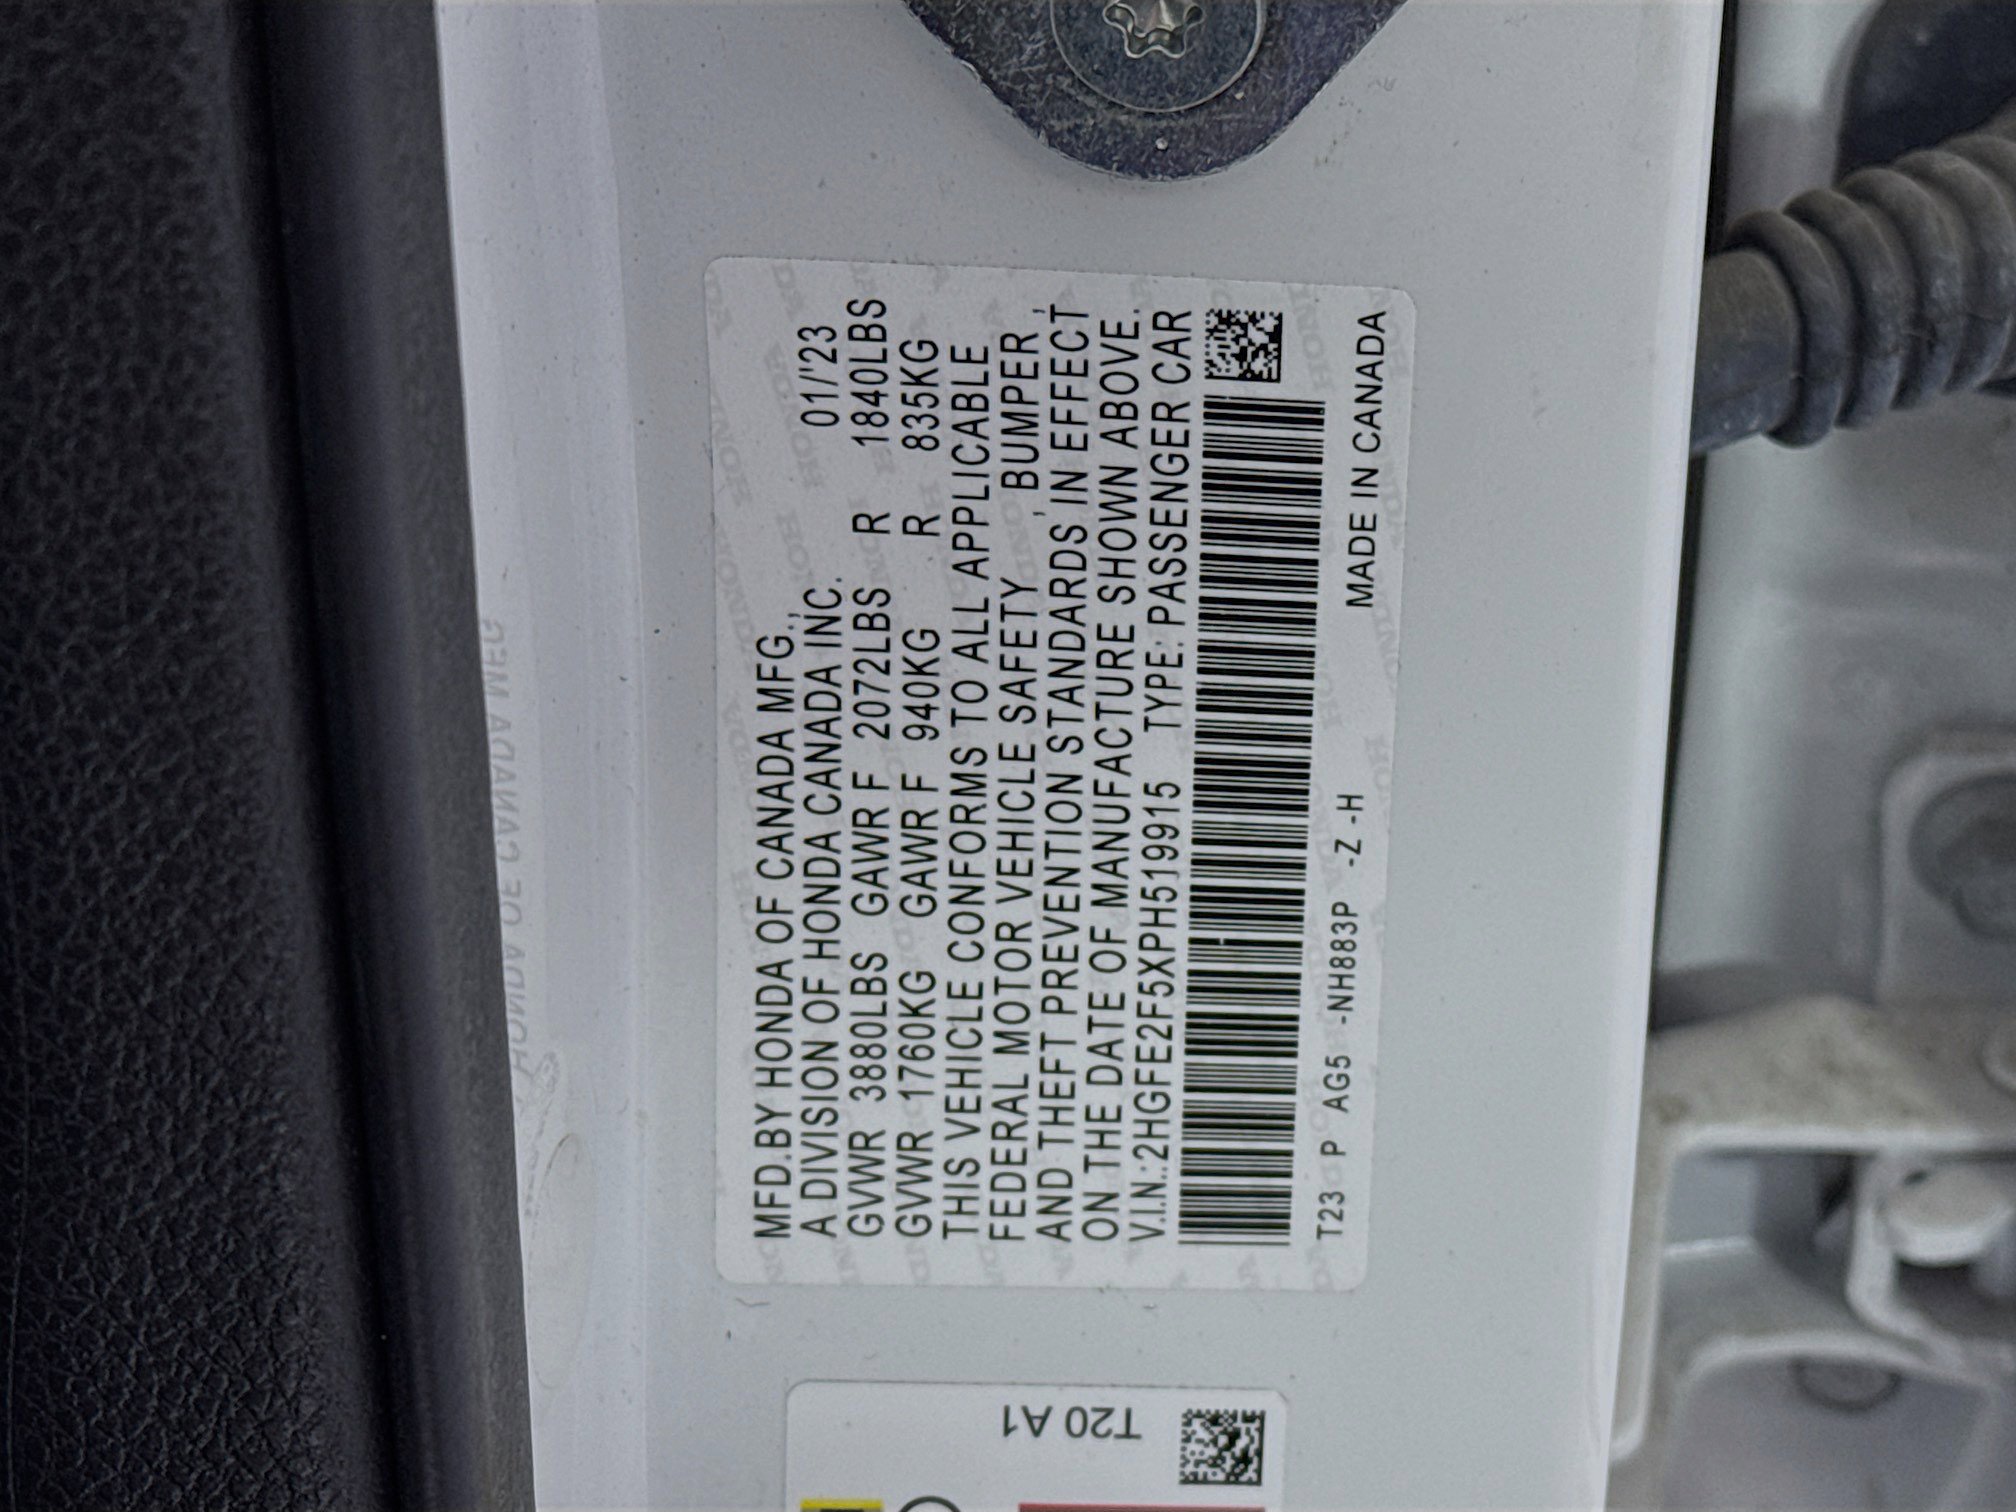 MFD.BY HONDA OF CANADA MFG.,
A DIVISION OF HONDA CANADA INC. 01/'23
GVWR 3880LBS GAWR F 2072LBS R 1840LBS
GVWR 1760KG GAWR F 940KG R 835KG
THIS VEHICLE CONFORMS TO ALL APPLICABLE
FEDERAL MOTOR VEHICLE SAFETY , BUMPER ,
AND THEFT PREVENTION STANDARDS IN EFFECT
ON THE DATE OF MANUFACTURE SHOWN ABOVE.
V.I.N.:2HGFE2F5XPH519915 TYPE: PASSENGER CAR
T23 P AG5 -NH883P -Z -H MADE IN CANADA
T20 A1